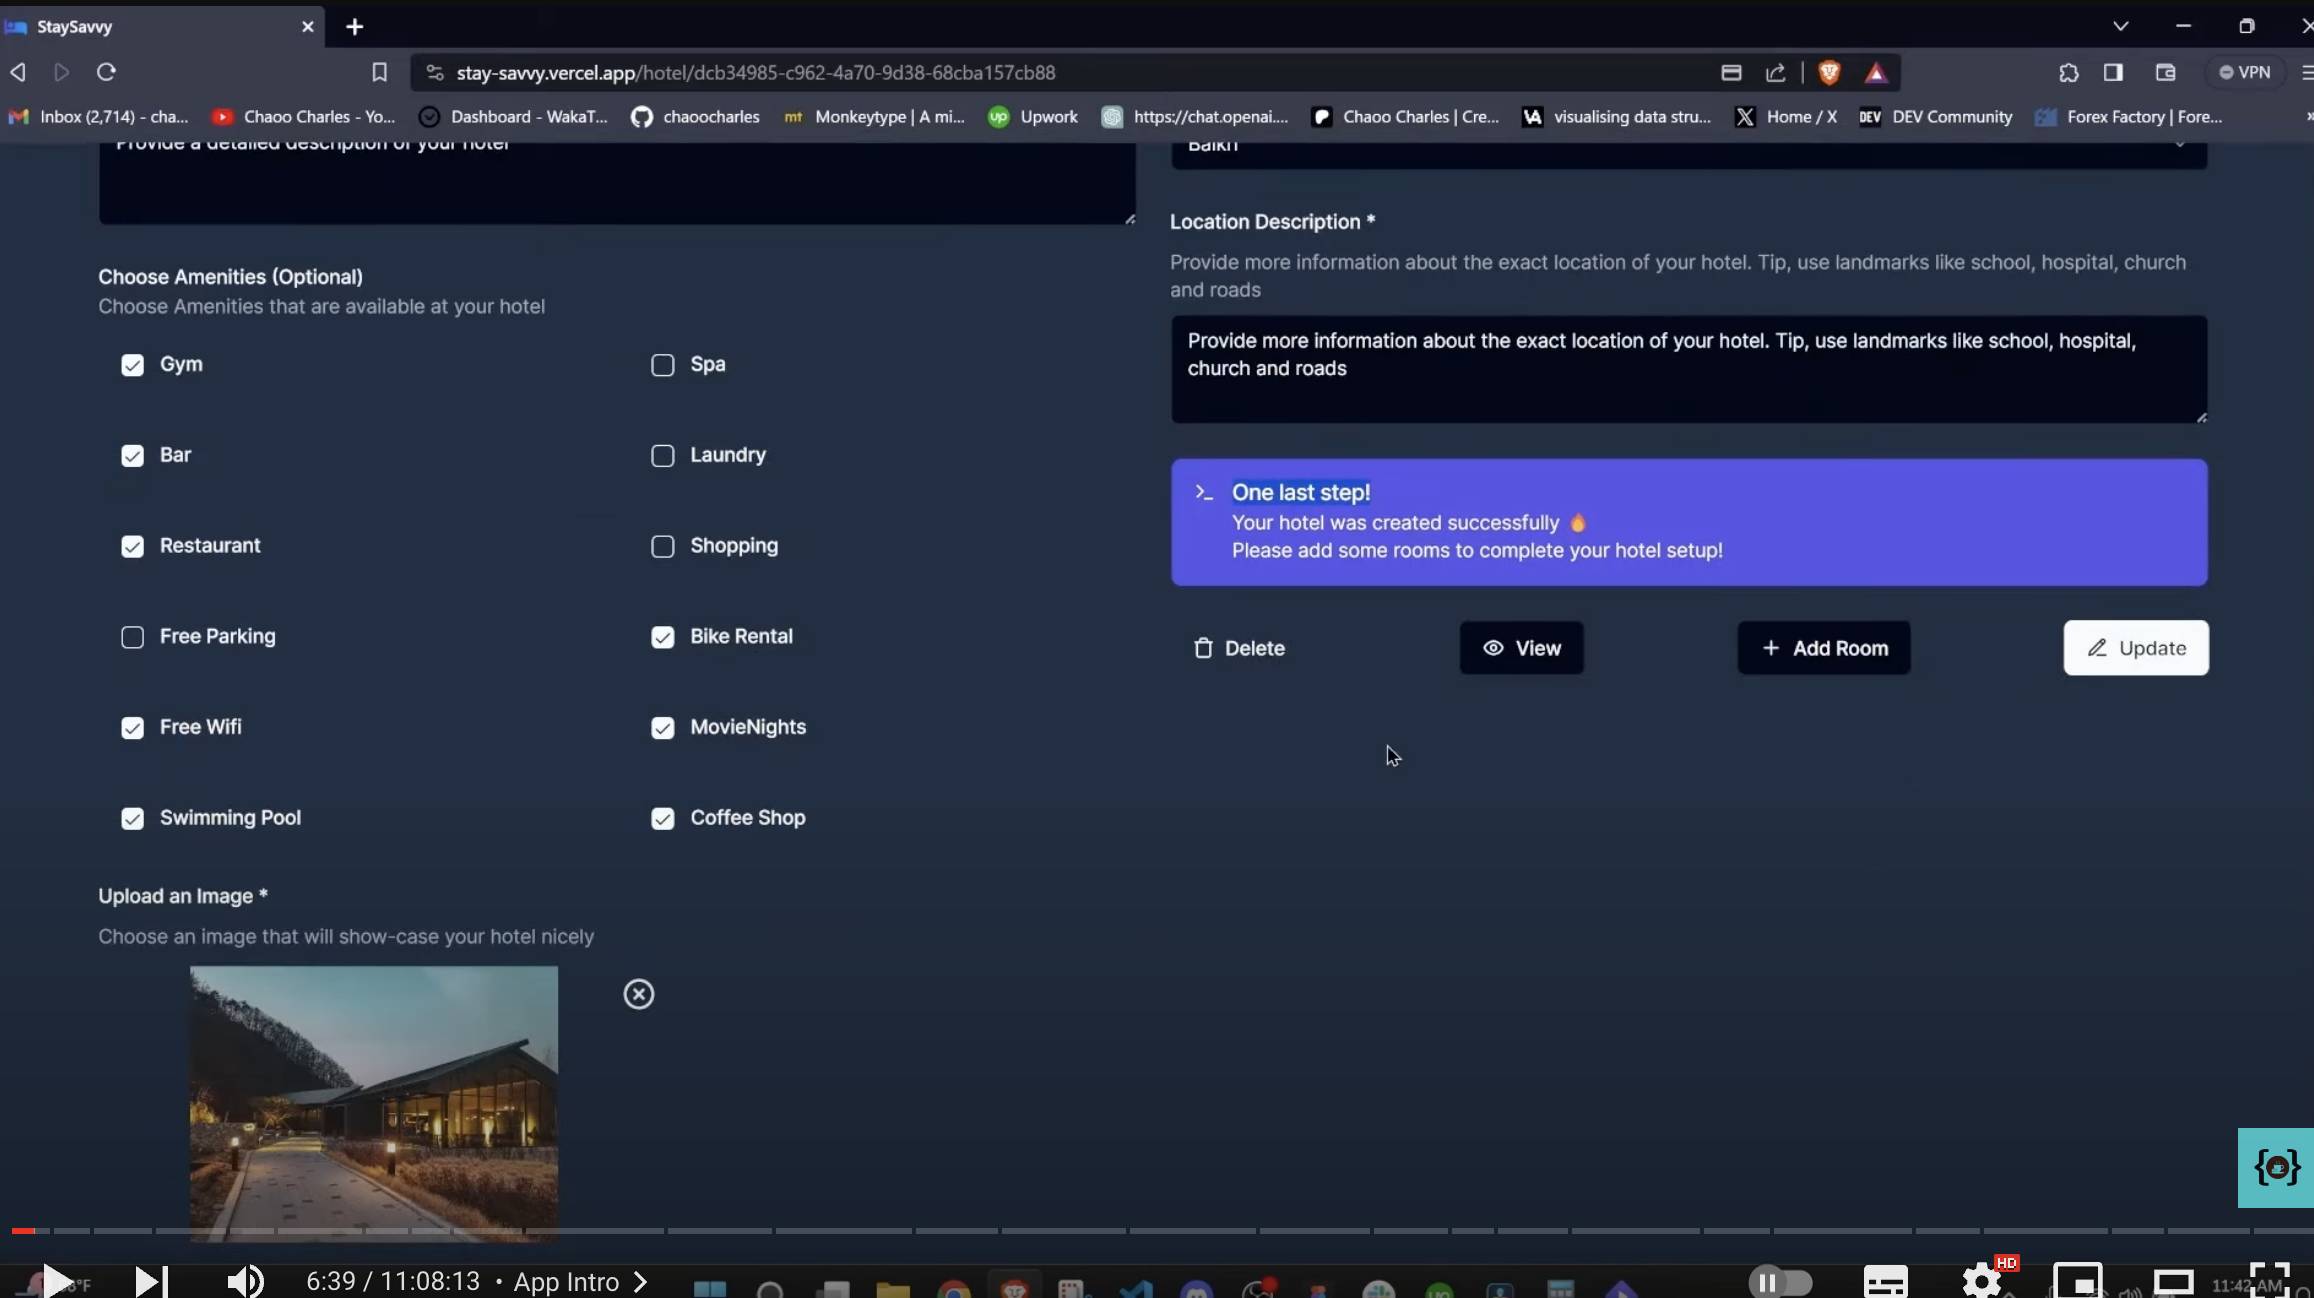 StaySavvy
stay-savvy.vercel.app/hotel/dcb34985-c962-4a70-9d38-68cba157cb88
VPN
Inbox (2,714) - cha...
Chaoo Charles - Yo...
Dashboard - WakaT...
chaoocharles
mt
Monkeytype | A mi...
up
Upwork
https://chat.openai....
Chaoo Charles | Cre...
visualising data stru...
Home / X
DEV
DEV Community
Forex Factory | Fore...
Provide a detailed description of your hotel
Choose Amenities (Optional)
Choose Amenities that are available at your hotel
Gym
Spa
Bar
Laundry
Restaurant
Shopping
Free Parking
Bike Rental
Free Wifi
MovieNights
Swimming Pool
Coffee Shop
Upload an Image *
Choose an image that will show-case your hotel nicely
Balkh
Location Description *
Provide more information about the exact location of your hotel. Tip, use landmarks like school, hospital, church
and roads
Provide more information about the exact location of your hotel. Tip, use landmarks like school, hospital,
church and roads
One last step!
Your hotel was created successfully 🔥
Please add some rooms to complete your hotel setup!
Delete
View
Add Room
Update
6:39 / 11:08:13 • App Intro
HD
11:42 AM